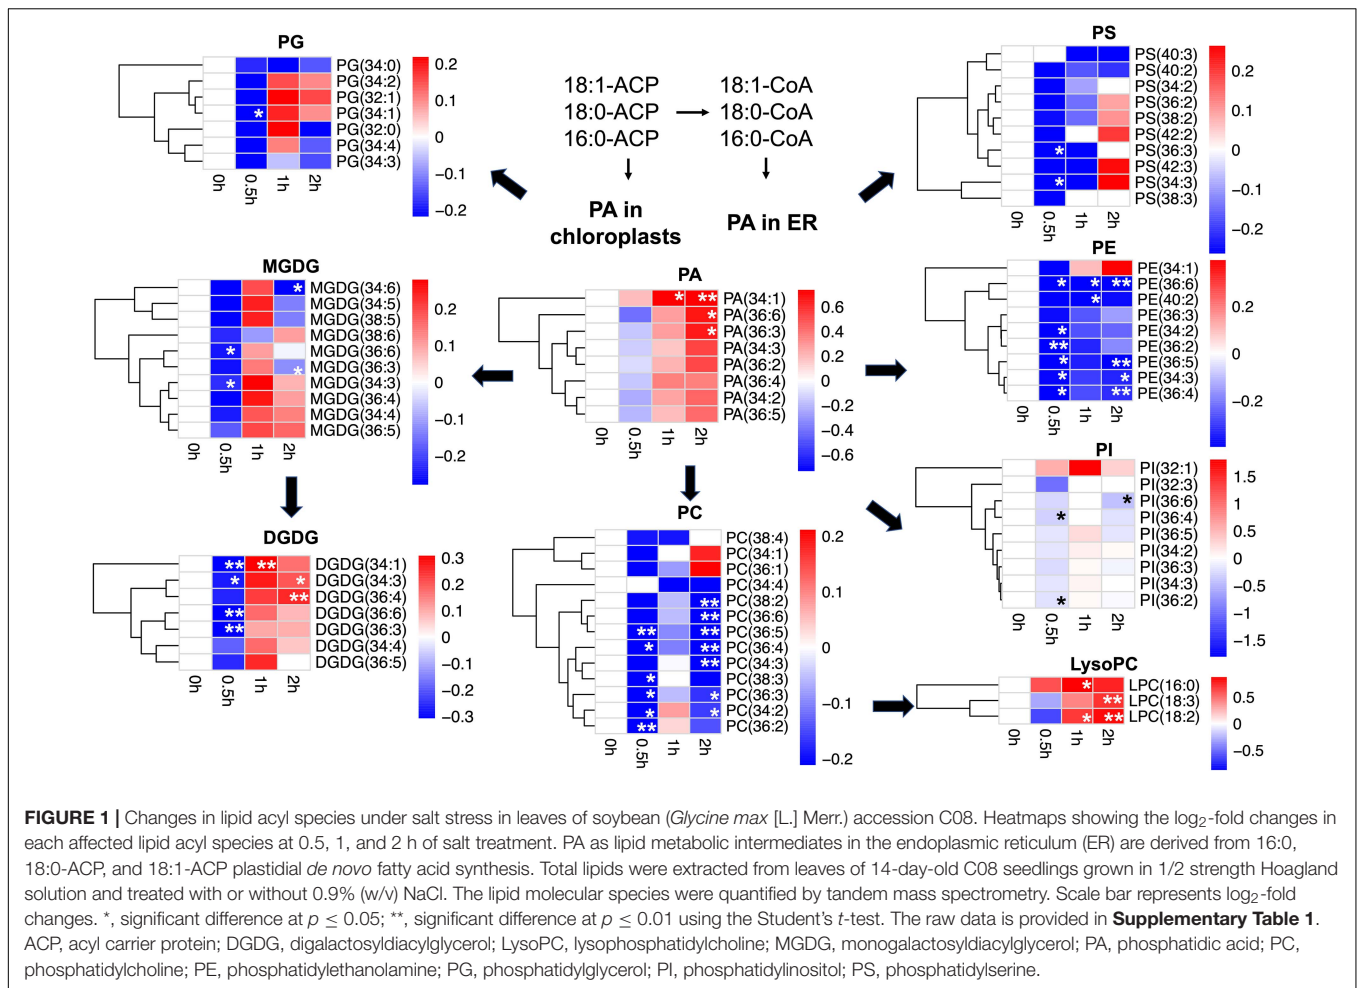 PG
PG(34:0)
PG(34:2)
PG(32:1)
PG(34:1)
PG(32:0)
PG(34:4)
PG(34:3)
*
0h
0.5h
1h
2h
0.2
0.1
0
−0.1
−0.2
18:1-ACP
18:0-ACP
16:0-ACP
18:1-CoA
18:0-CoA
16:0-CoA
PA in
chloroplasts
PA in ER
PS
PS(40:3)
PS(40:2)
PS(34:2)
PS(36:2)
PS(38:2)
PS(42:2)
* PS(36:3)
PS(42:3)
* PS(34:3)
PS(38:3)
0h
0.5h
1h
2h
0.2
0.1
0
−0.1
−0.2
MGDG
* MGDG(34:6)
MGDG(34:5)
MGDG(38:5)
MGDG(38:6)
* MGDG(36:6)
* MGDG(36:3)
* MGDG(34:3)
MGDG(36:4)
MGDG(34:4)
MGDG(36:5)
0h
0.5h
1h
2h
0.2
0.1
0
−0.1
−0.2
PA
* ** PA(34:1)
* PA(36:6)
* PA(36:3)
PA(34:3)
PA(36:2)
PA(36:4)
PA(34:2)
PA(36:5)
0h
0.5h
1h
2h
0.6
0.4
0.2
0
−0.2
−0.4
−0.6
PE
PE(34:1)
* * ** PE(36:6)
* PE(40:2)
PE(36:3)
* PE(34:2)
** PE(36:2)
* ** PE(36:5)
* * PE(34:3)
* ** PE(36:4)
0h
0.5h
1h
2h
0.2
0
−0.2
DGDG
** ** DGDG(34:1)
* * DGDG(34:3)
** DGDG(36:4)
** DGDG(36:6)
** DGDG(36:3)
DGDG(34:4)
DGDG(36:5)
0h
0.5h
1h
2h
0.3
0.2
0.1
0
−0.1
−0.2
−0.3
PC
PC(38:4)
PC(34:1)
PC(36:1)
PC(34:4)
** PC(38:2)
** PC(36:6)
** ** PC(36:5)
* ** PC(36:4)
** PC(34:3)
* PC(38:3)
* * PC(36:3)
* * PC(34:2)
** PC(36:2)
0h
0.5h
1h
2h
0.2
0.1
0
−0.1
−0.2
PI
PI(32:1)
PI(32:3)
* PI(36:6)
* PI(36:4)
PI(36:5)
PI(34:2)
PI(36:3)
PI(34:3)
* PI(36:2)
0h
0.5h
1h
2h
1.5
1
0.5
0
−0.5
−1
−1.5
LysoPC
* LPC(16:0)
** LPC(18:3)
* ** LPC(18:2)
0h
0.5h
1h
2h
0.5
0
−0.5
FIGURE 1 | Changes in lipid acyl species under salt stress in leaves of soybean (Glycine max [L.] Merr.) accession C08. Heatmaps showing the log2-fold changes in
each affected lipid acyl species at 0.5, 1, and 2 h of salt treatment. PA as lipid metabolic intermediates in the endoplasmic reticulum (ER) are derived from 16:0,
18:0-ACP, and 18:1-ACP plastidial de novo fatty acid synthesis. Total lipids were extracted from leaves of 14-day-old C08 seedlings grown in 1/2 strength Hoagland
solution and treated with or without 0.9% (w/v) NaCl. The lipid molecular species were quantified by tandem mass spectrometry. Scale bar represents log2-fold
changes. *, significant difference at p ≤ 0.05; **, significant difference at p ≤ 0.01 using the Student's t-test. The raw data is provided in Supplementary Table 1.
ACP, acyl carrier protein; DGDG, digalactosyldiacylglycerol; LysoPC, lysophosphatidylcholine; MGDG, monogalactosyldiacylglycerol; PA, phosphatidic acid; PC,
phosphatidylcholine; PE, phosphatidylethanolamine; PG, phosphatidylglycerol; PI, phosphatidylinositol; PS, phosphatidylserine.